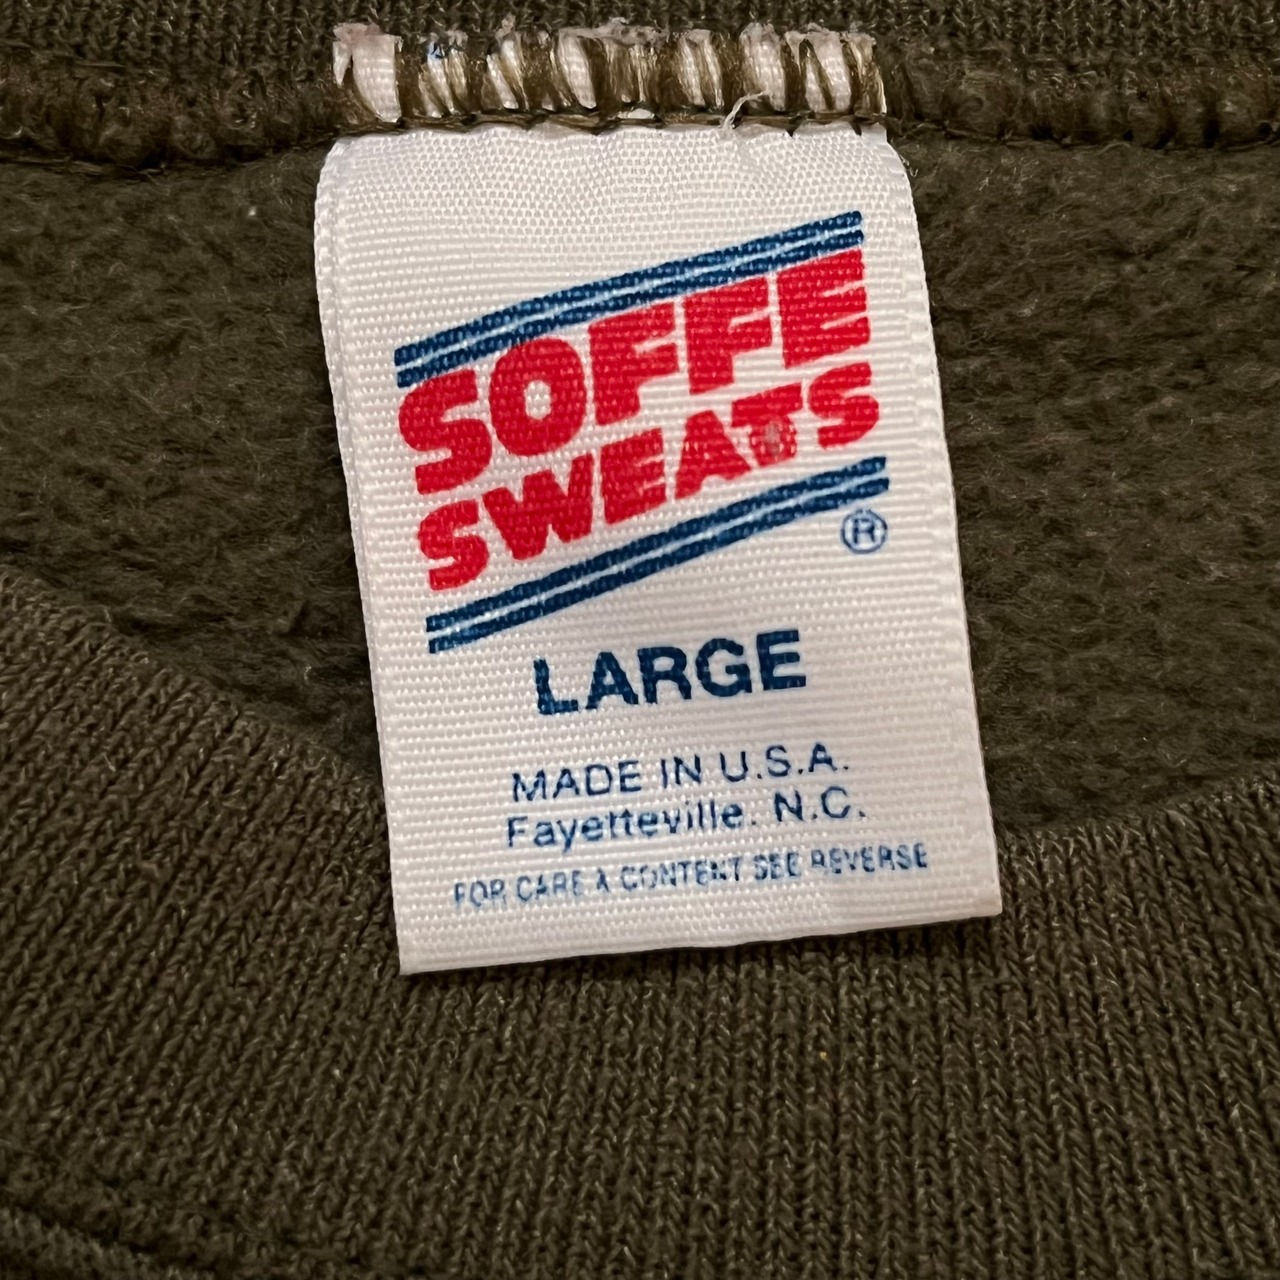 SOFFE
SWEATS
®
LARGE
MADE IN U.S.A.
Fayetteville, N.C.
FOR CARE & CONTENT SEE REVERSE